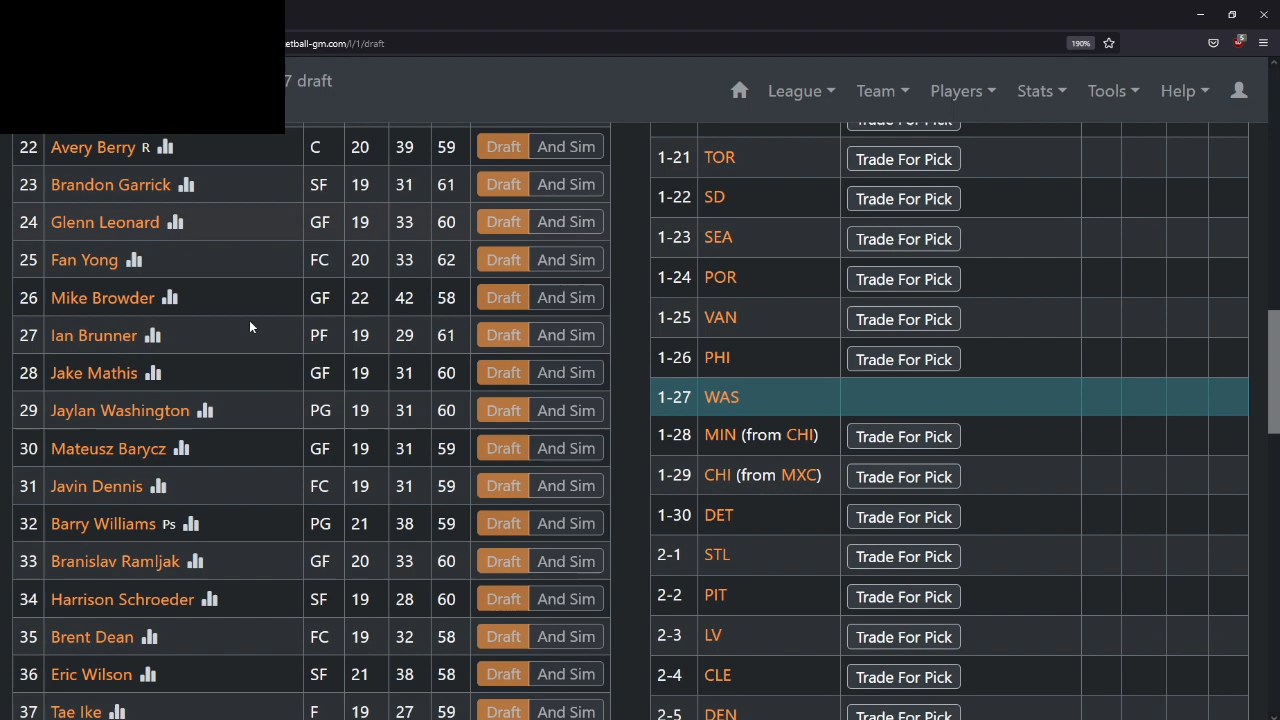 etball-gm.com/l/1/draft
190%
5
7 draft
League
Team
Players
Stats
Tools
Help
22 Avery Berry R C 20 39 59 Draft And Sim
23 Brandon Garrick SF 19 31 61 Draft And Sim
24 Glenn Leonard GF 19 33 60 Draft And Sim
25 Fan Yong FC 20 33 62 Draft And Sim
26 Mike Browder GF 22 42 58 Draft And Sim
27 Ian Brunner PF 19 29 61 Draft And Sim
28 Jake Mathis GF 19 31 60 Draft And Sim
29 Jaylan Washington PG 19 31 60 Draft And Sim
30 Mateusz Barycz GF 19 31 59 Draft And Sim
31 Javin Dennis FC 19 31 59 Draft And Sim
32 Barry Williams Ps PG 21 38 59 Draft And Sim
33 Branislav Ramljak GF 20 33 60 Draft And Sim
34 Harrison Schroeder SF 19 28 60 Draft And Sim
35 Brent Dean FC 19 32 58 Draft And Sim
36 Eric Wilson SF 21 38 58 Draft And Sim
37 Tae Ike F 19 27 59 Draft And Sim
Trade For Pick
1-21 TOR Trade For Pick
1-22 SD Trade For Pick
1-23 SEA Trade For Pick
1-24 POR Trade For Pick
1-25 VAN Trade For Pick
1-26 PHI Trade For Pick
1-27 WAS
1-28 MIN (from CHI) Trade For Pick
1-29 CHI (from MXC) Trade For Pick
1-30 DET Trade For Pick
2-1 STL Trade For Pick
2-2 PIT Trade For Pick
2-3 LV Trade For Pick
2-4 CLE Trade For Pick
2-5 DEN Trade For Pick